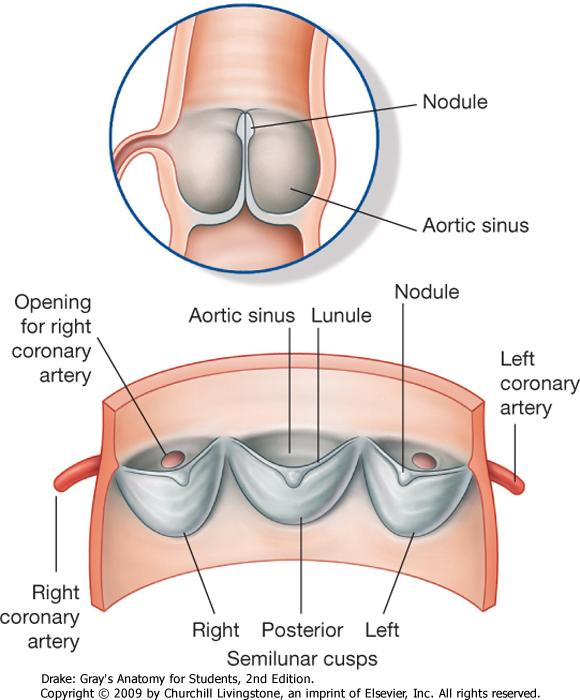 Nodule
Aortic sinus
Opening
for right
coronary
artery
Aortic sinus
Lunule
Nodule
Left
coronary
artery
Right
coronary
artery
Right
Posterior
Left
Semilunar cusps
Drake: Gray's Anatomy for Students, 2nd Edition.
Copyright © 2009 by Churchill Livingstone, an imprint of Elsevier, Inc. All rights reserved.